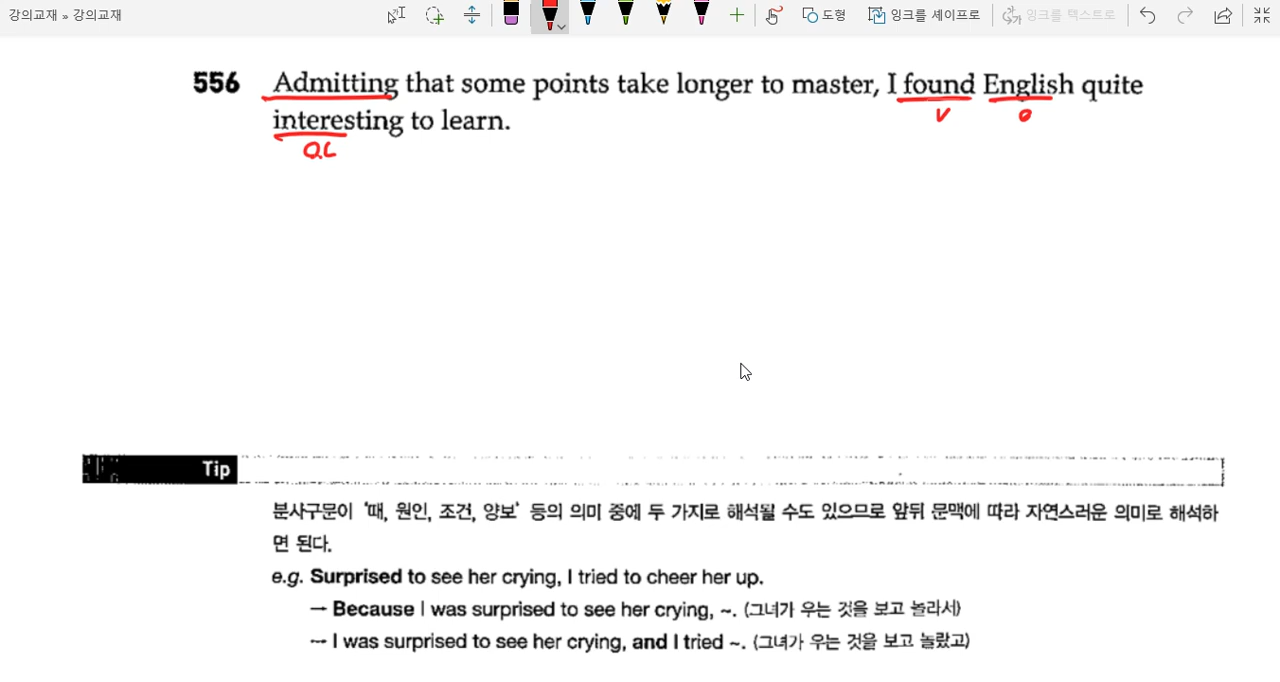 강의교재 » 강의교재
도형
잉크를 셰이프로
잉크를 텍스트로
556 Admitting that some points take longer to master, I found English quite
V O
interesting to learn.
O.C
Tip
분사구문이 '때, 원인, 조건, 양보' 등의 의미 중에 두 가지로 해석될 수도 있으므로 앞뒤 문맥에 따라 자연스러운 의미로 해석하
면 된다.
e.g. Surprised to see her crying, I tried to cheer her up.
→ Because I was surprised to see her crying, ~. (그녀가 우는 것을 보고 놀라서)
→ I was surprised to see her crying, and I tried ~. (그녀가 우는 것을 보고 놀랐고)